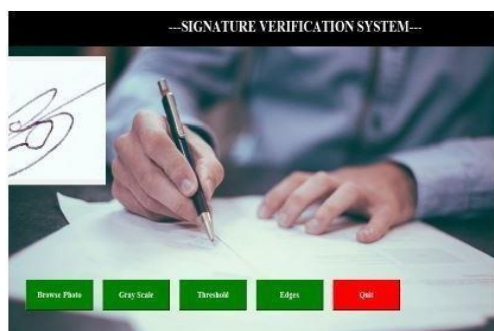 ---SIGNATURE VERIFICATION SYSTEM---
Browse Photo
Gray Scale
Threshold
Edges
Quit